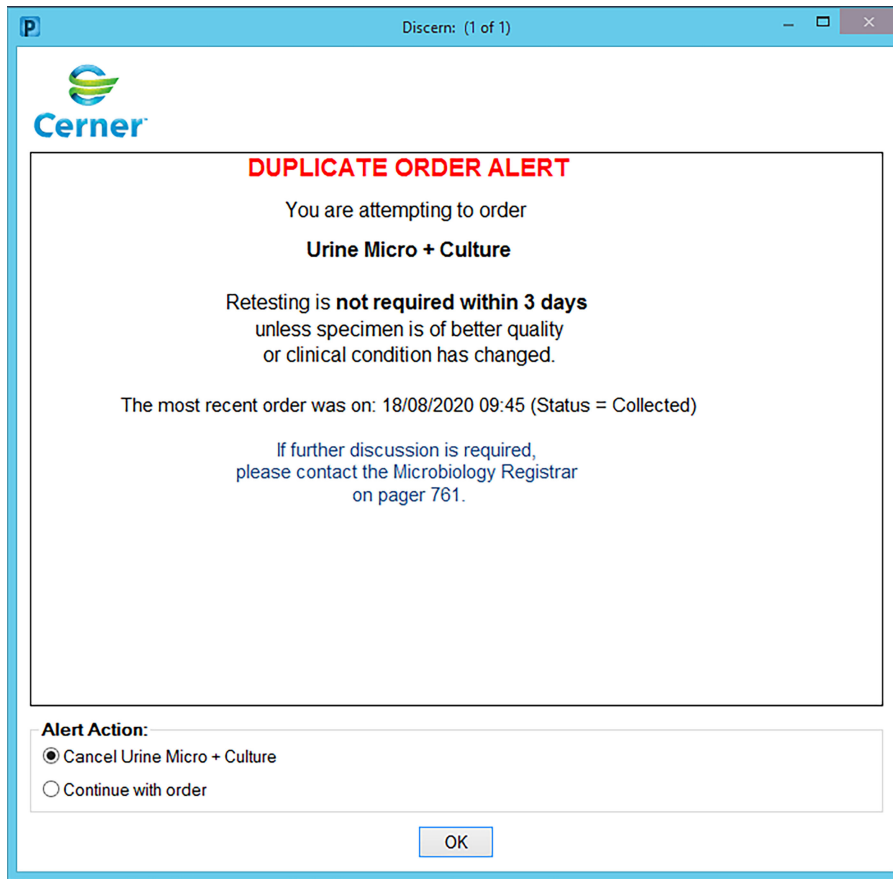 P
Discern: (1 of 1)
Cerner
DUPLICATE ORDER ALERT
You are attempting to order
Urine Micro + Culture
Retesting is not required within 3 days
unless specimen is of better quality
or clinical condition has changed.
The most recent order was on: 18/08/2020 09:45 (Status = Collected)
If further discussion is required,
please contact the Microbiology Registrar
on pager 761.
Alert Action:
Cancel Urine Micro + Culture
Continue with order
OK